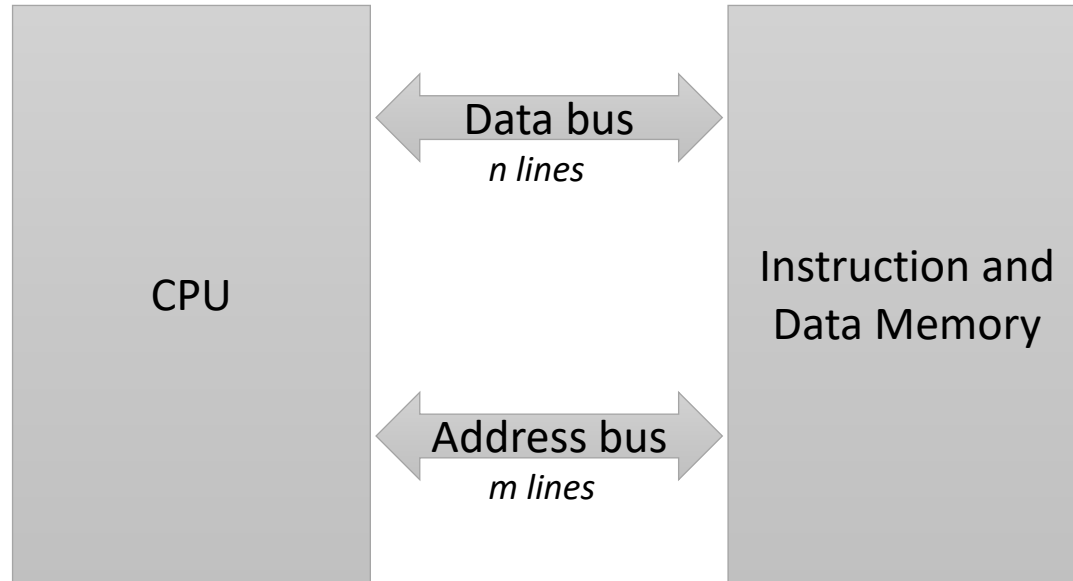 Data bus
n lines
CPU
Instruction and
Data Memory
Address bus
m lines